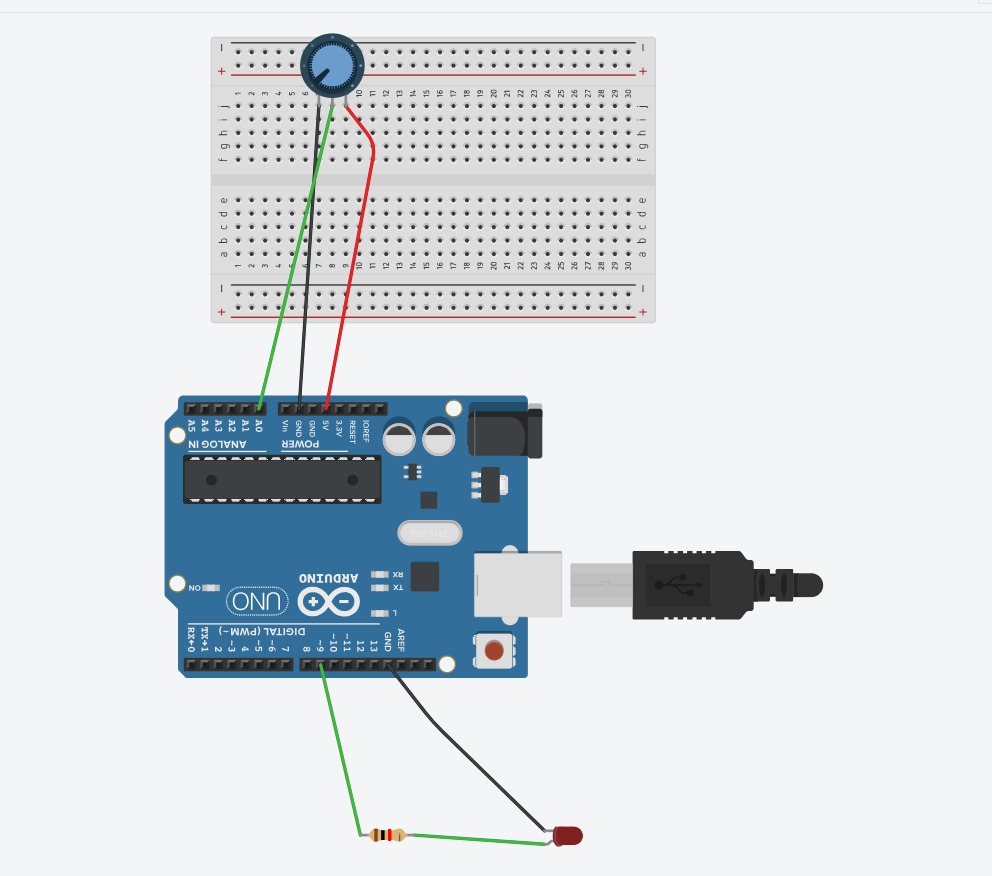 − −
+ +
1 2 3 4 5 6 10 11 12 13 14 15 16 17 18 19 20 21 22 23 24 25 26 27 28 29 30
j j
i i
h h
g g
f f
e e
d d
c c
b b
a a
1 2 3 4 5 6 7 8 9 10 11 12 13 14 15 16 17 18 19 20 21 22 23 24 25 26 27 28 29 30
− −
+ +
A5 A4 A3 A2 A1 A0 Vin GND GND 5V 3.3V RESET IOREF
ANALOG IN POWER
ARDUINO
RX
TX
ON
UNO
L
DIGITAL (PWM~)
RX←0 TX→1 2 ~3 4 ~5 ~6 7 8 ~9 ~10 ~11 12 13 GND AREF